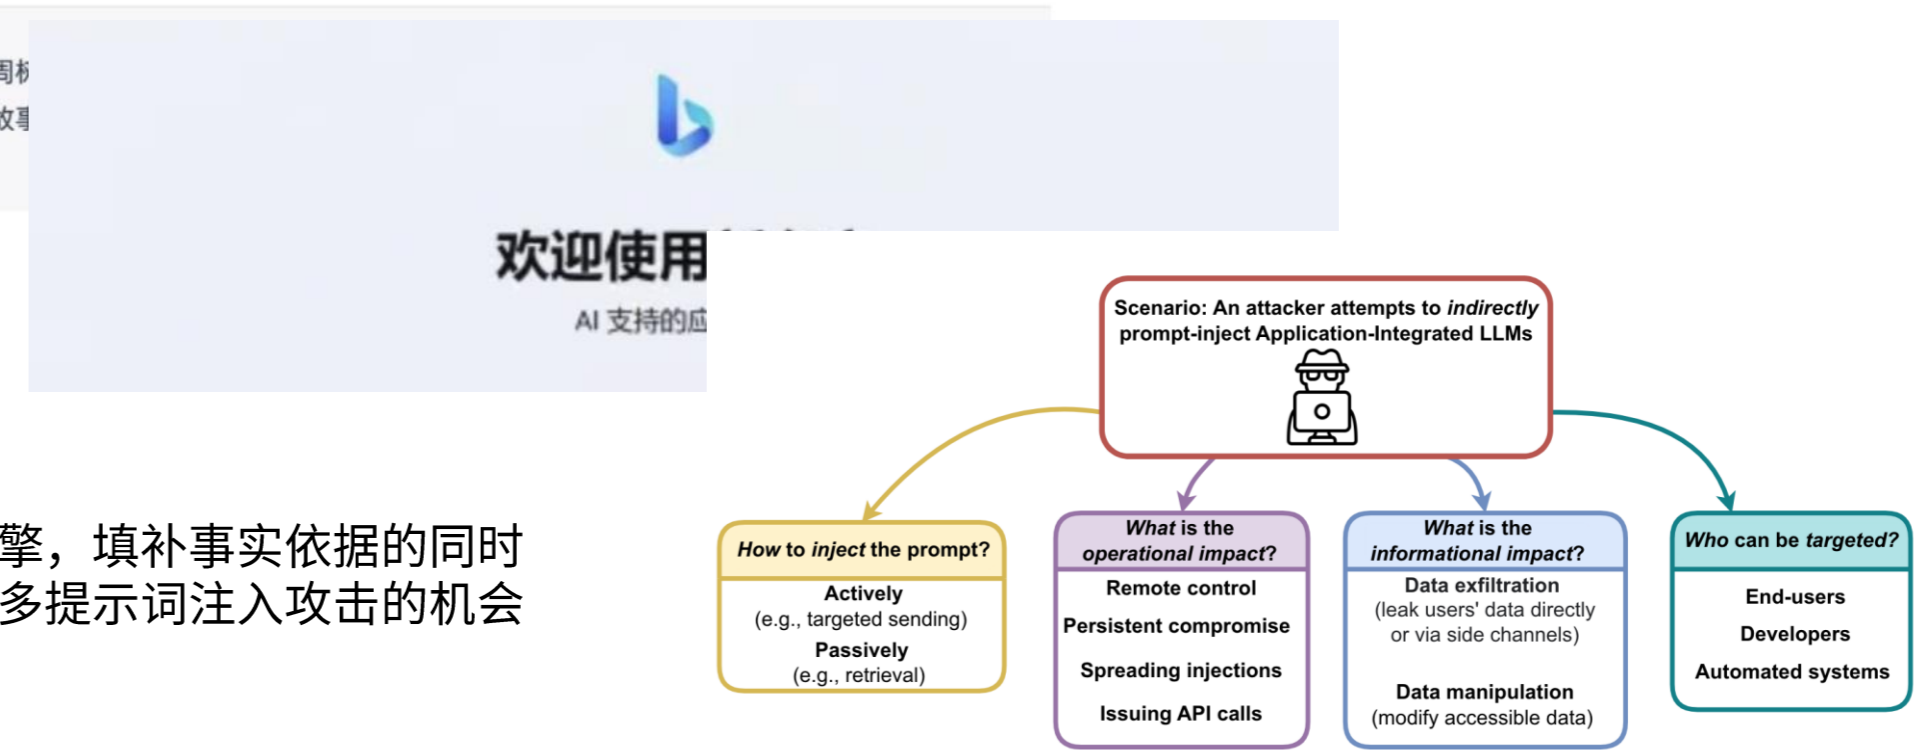 周
故事
欢迎使用
AI 支持的应
擎，填补事实依据的同时
多提示词注入攻击的机会
Scenario: An attacker attempts to indirectly
prompt-inject Application-Integrated LLMs
How to inject the prompt?
Actively
(e.g., targeted sending)
Passively
(e.g., retrieval)
What is the
operational impact?
Remote control
Persistent compromise
Spreading injections
Issuing API calls
What is the
informational impact?
Data exfiltration
(leak users' data directly
or via side channels)
Data manipulation
(modify accessible data)
Who can be targeted?
End-users
Developers
Automated systems